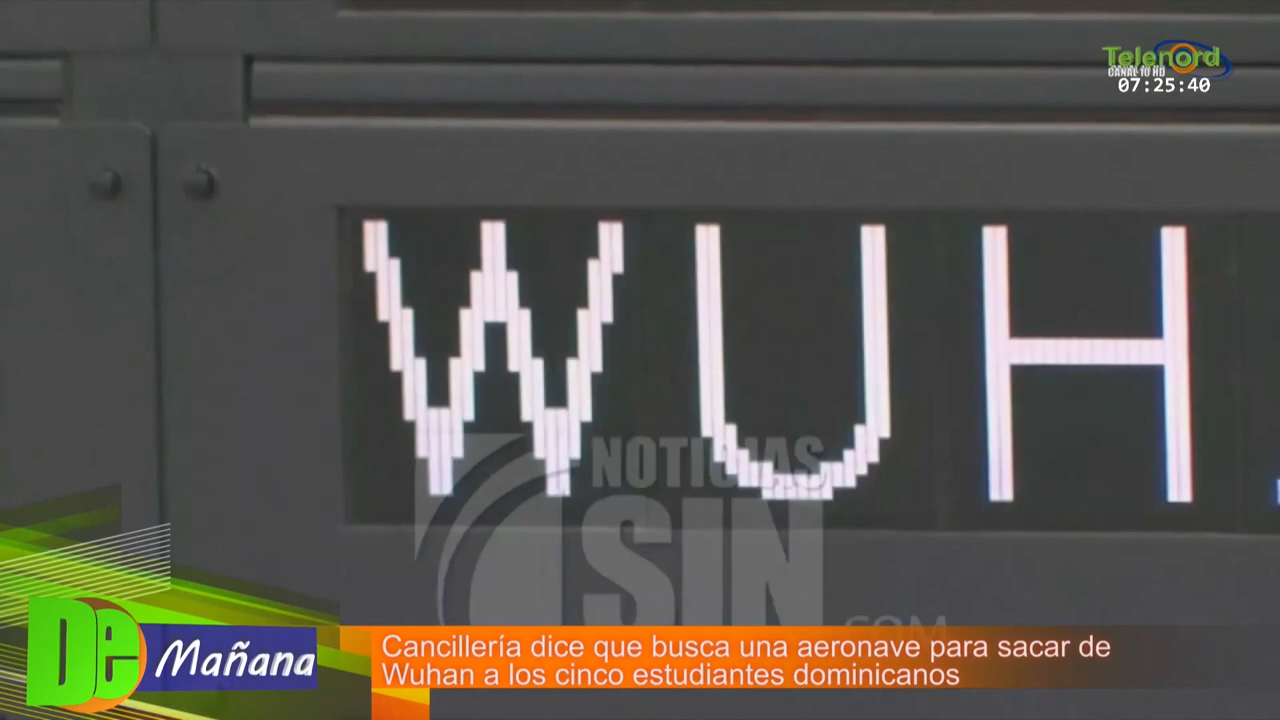 Telenord
CANAL 10 HD
07:25:40
WUH
NOTICIAS
SIN
.COM
De
Mañana
Cancillería dice que busca una aeronave para sacar de
Wuhan a los cinco estudiantes dominicanos